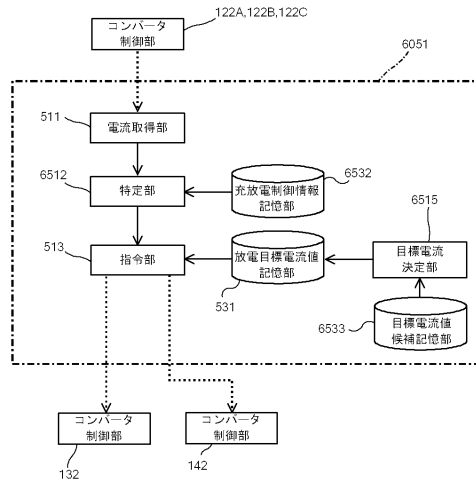 122A,122B,122C
コンバータ
制御部
6051
511
電流取得部
6512
特定部
充放電制御情報
記憶部
6532
6515
513
指令部
放電目標電流値
記憶部
531
目標電流
決定部
6533
目標電流値
候補記憶部
コンバータ
制御部
132
コンバータ
制御部
142